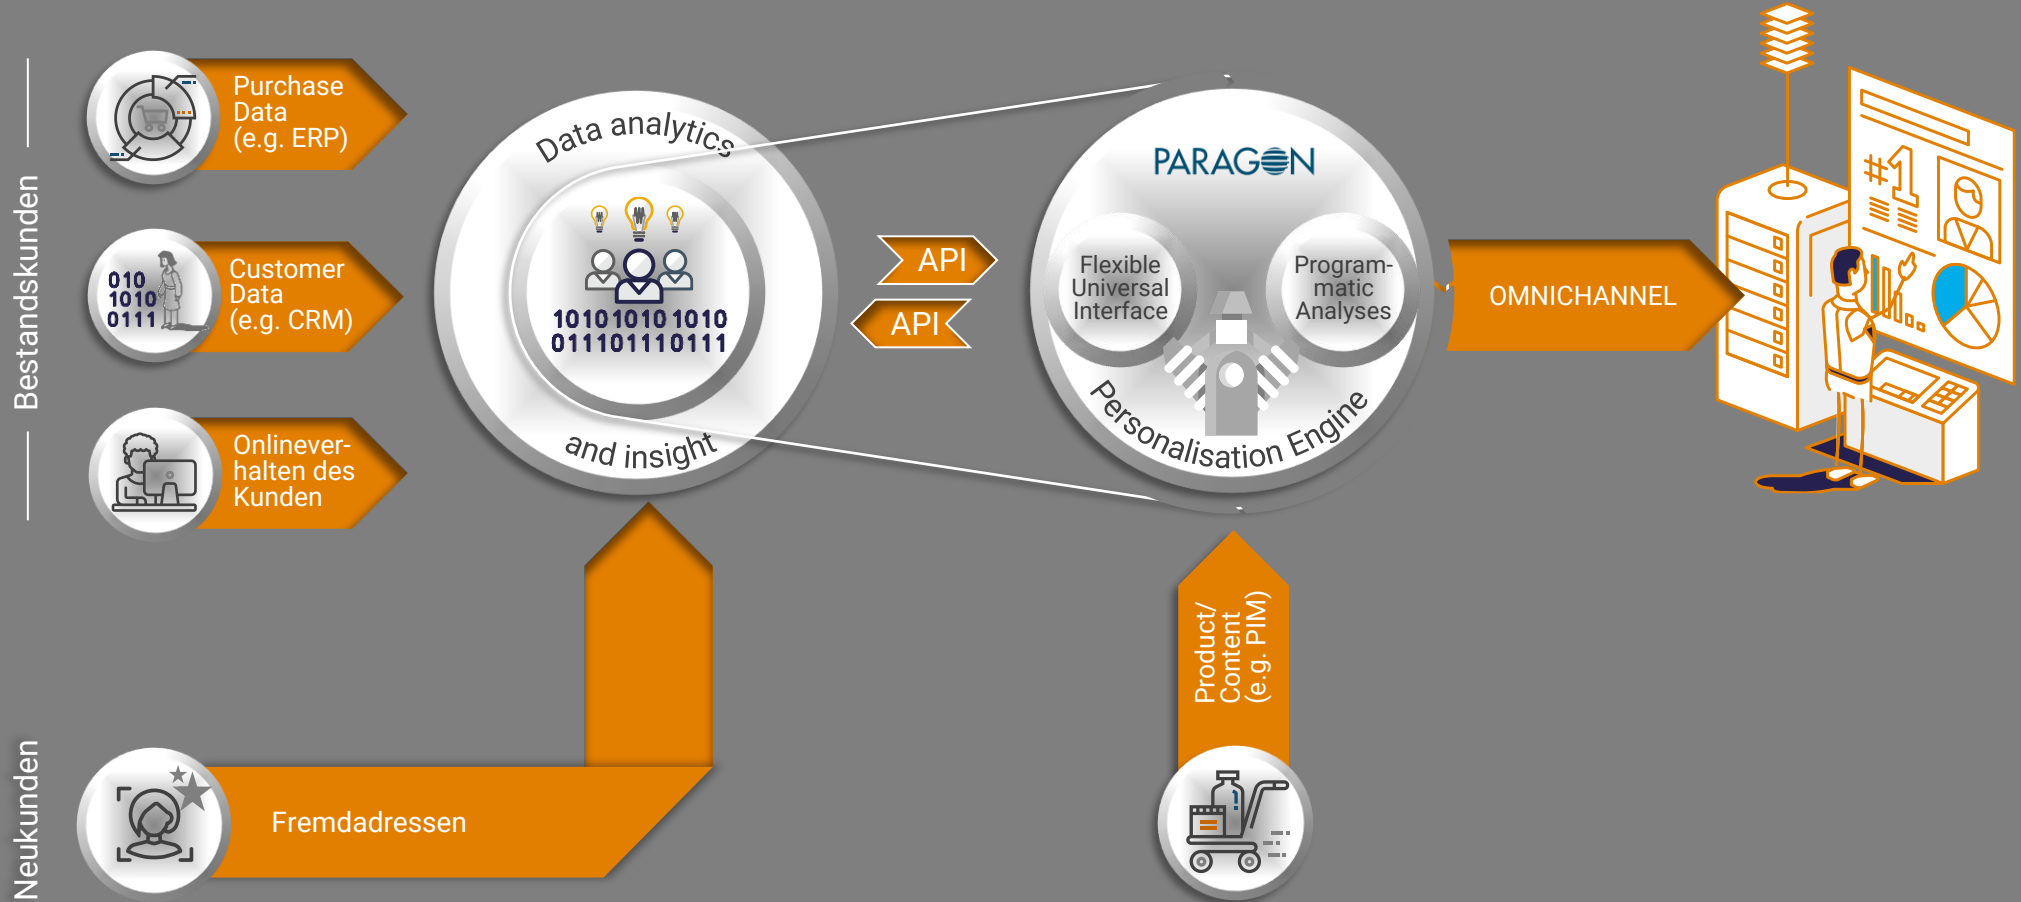 Bestandskunden
Purchase
Data
(e.g. ERP)
010
1010
0111
Customer
Data
(e.g. CRM)
Onlinever-
halten des
Kunden
Data analytics
1010 1010 1010
011101110111
and insight
API
API
PARAGON
Flexible
Universal
Interface
Program-
matic
Analyses
Personalisation Engine
OMNICHANNEL
#1
Product/
Content
(e.g. PIM)
Neukunden
Fremdadressen